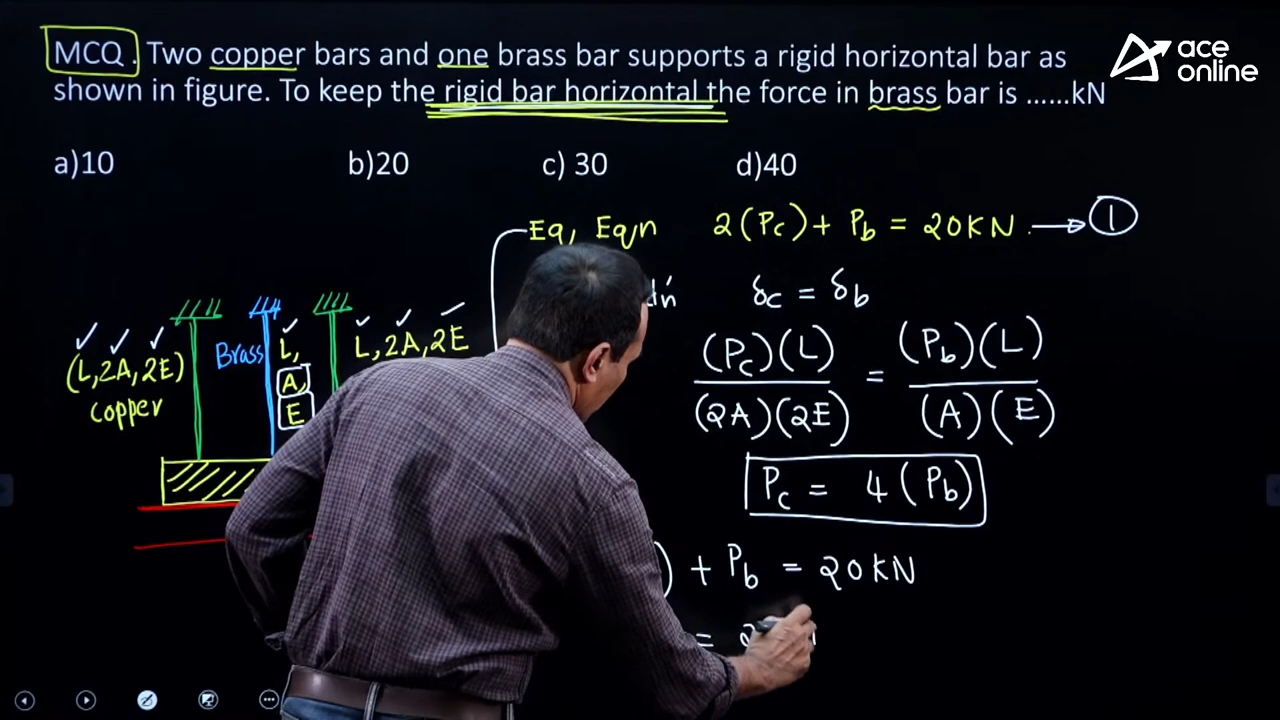 MCQ . Two copper bars and one brass bar supports a rigid horizontal bar as
shown in figure. To keep the rigid bar horizontal the force in brass bar is ……kN
ace
online
a)10 b)20 c) 30 d)40
Eq, Eqn 2(Pc) + Pb = 20KN ①
δc = δb
(Pc)(L) / (2A)(2E) = (Pb)(L) / (A)(E)
Brass L, A, E
L, 2A, 2E
(L, 2A, 2E)
copper
Pc = 4 (Pb)
) + Pb = 20KN
=